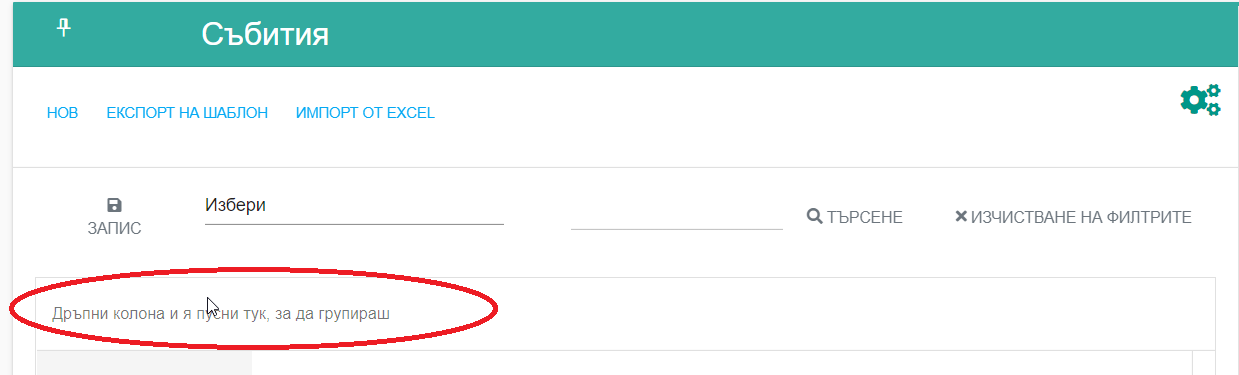 Събития
НОВ ЕКСПОРТ НА ШАБЛОН ИМПОРТ ОТ EXCEL
ЗАПИС
Избери
ТЪРСЕНЕ
ИЗЧИСТВАНЕ НА ФИЛТРИТЕ
Дръпни колона и я пусни тук, за да групираш